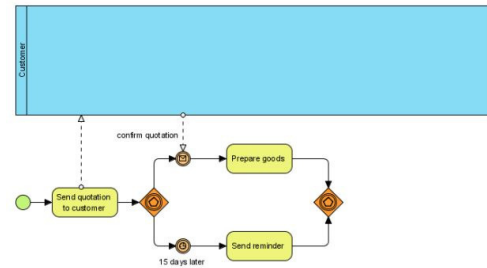 Customer
confirm quotation
Prepare goods
Send quotation
to customer
Send reminder
15 days later